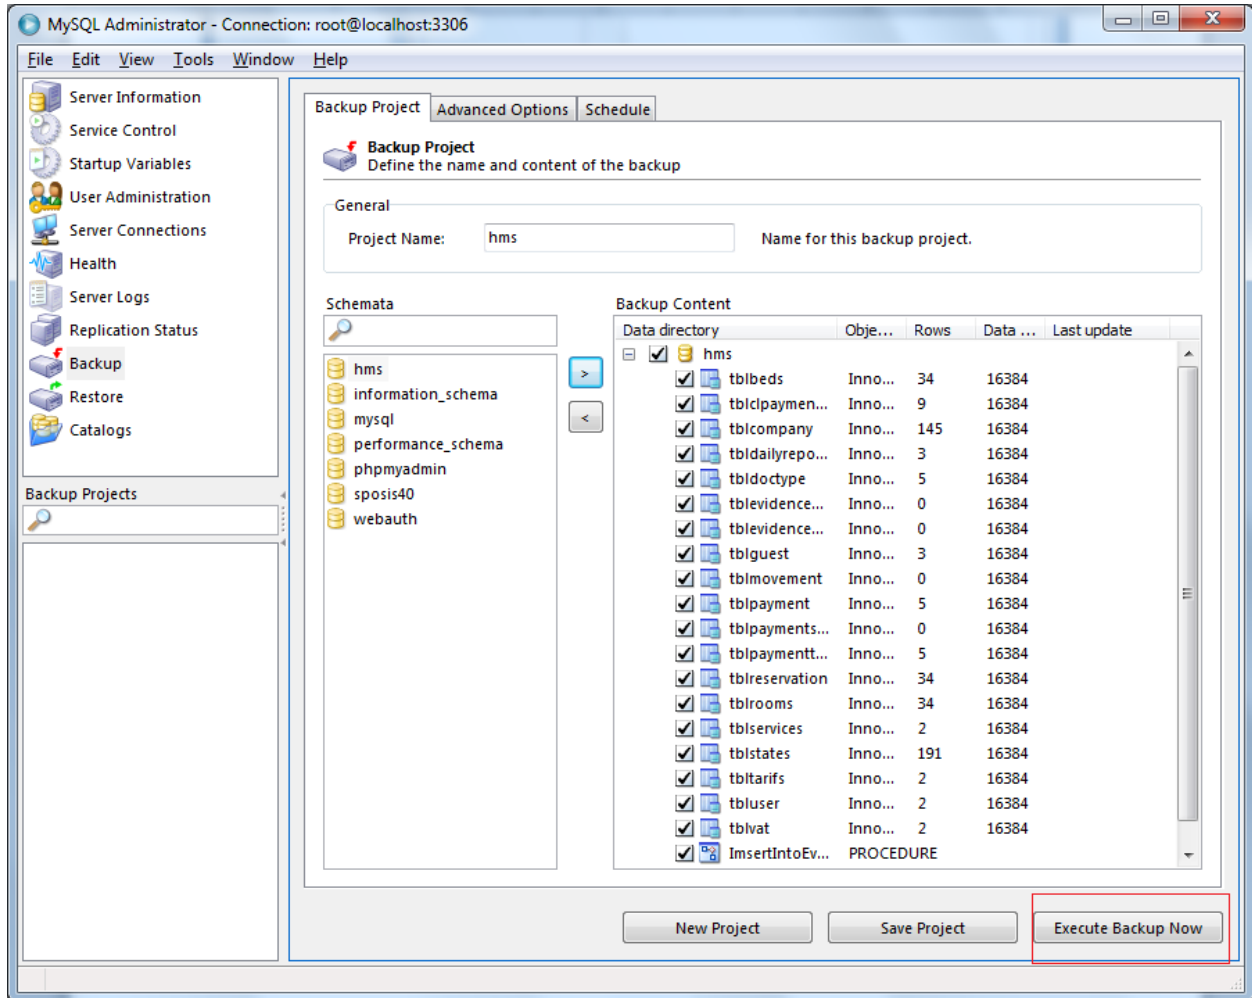 MySQL Administrator - Connection: root@localhost:3306
File Edit View Tools Window Help
Server Information
Service Control
Startup Variables
User Administration
Server Connections
Health
Server Logs
Replication Status
Backup
Restore
Catalogs
Backup Projects
Backup Project Advanced Options Schedule
Backup Project
Define the name and content of the backup
General
Project Name: hms Name for this backup project.
Schemata
hms
information_schema
mysql
performance_schema
phpmyadmin
sposis40
webauth
>
<
Backup Content
Data directory Obje... Rows Data ... Last update
hms
tblbeds Inno... 34 16384
tblclpaymen... Inno... 9 16384
tblcompany Inno... 145 16384
tbldailyrepo... Inno... 3 16384
tbldoctype Inno... 5 16384
tblevidence... Inno... 0 16384
tblevidence... Inno... 0 16384
tblguest Inno... 3 16384
tblmovement Inno... 0 16384
tblpayment Inno... 5 16384
tblpayments... Inno... 0 16384
tblpaymentt... Inno... 5 16384
tblreservation Inno... 34 16384
tblrooms Inno... 34 16384
tblservices Inno... 2 16384
tblstates Inno... 191 16384
tbltarifs Inno... 2 16384
tbluser Inno... 2 16384
tblvat Inno... 2 16384
ImsertIntoEv... PROCEDURE
New Project Save Project Execute Backup Now